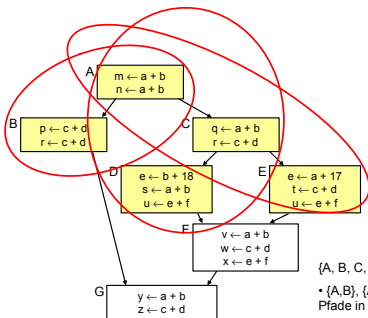 A
m ← a + b
n ← a + b
B
p ← c + d
r ← c + d
C
q ← a + b
r ← c + d
D
e ← b + 18
s ← a + b
u ← e + f
E
e ← a + 17
t ← c + d
u ← e + f
F
v ← a + b
w ← c + d
x ← e + f
G
y ← a + b
z ← c + d
{A, B, C,
• {A,B}, {A
Pfade in